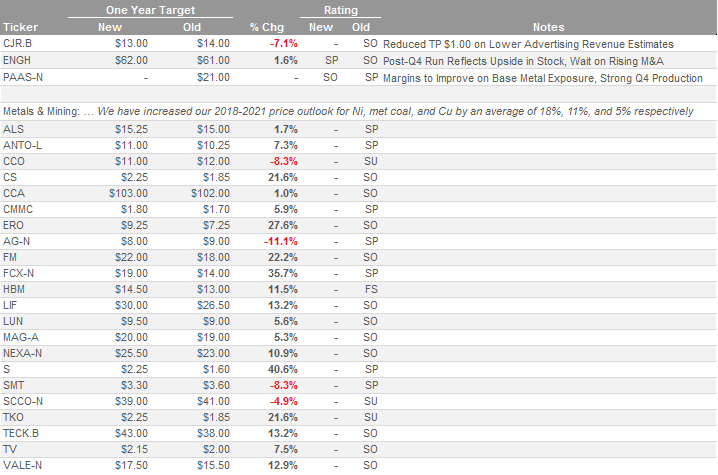 One Year Target Rating
Ticker New Old % Chg New Old Notes
CJR.B $13.00 $14.00 -7.1% - SO Reduced TP $1.00 on Lower Advertising Revenue Estimates
ENGH $62.00 $61.00 1.6% SP SO Post-Q4 Run Reflects Upside in Stock, Wait on Rising M&A
PAAS-N - $21.00 - SO SP Margins to Improve on Base Metal Exposure, Strong Q4 Production
Metals & Mining: … We have increased our 2018-2021 price outlook for Ni, met coal, and Cu by an average of 18%, 11%, and 5% respectively
ALS $15.25 $15.00 1.7% - SP
ANTO-L $11.00 $10.25 7.3% - SP
CCO $11.00 $12.00 -8.3% - SU
CS $2.25 $1.85 21.6% - SO
CCA $103.00 $102.00 1.0% - SO
CMMC $1.80 $1.70 5.9% - SP
ERO $9.25 $7.25 27.6% - SO
AG-N $8.00 $9.00 -11.1% - SP
FM $22.00 $18.00 22.2% - SO
FCX-N $19.00 $14.00 35.7% - SP
HBM $14.50 $13.00 11.5% - FS
LIF $30.00 $26.50 13.2% - SO
LUN $9.50 $9.00 5.6% - SO
MAG-A $20.00 $19.00 5.3% - SO
NEXA-N $25.50 $23.00 10.9% - SO
S $2.25 $1.60 40.6% - SP
SMT $3.30 $3.60 -8.3% - SP
SCCO-N $39.00 $41.00 -4.9% - SU
TKO $2.25 $1.85 21.6% - SU
TECK.B $43.00 $38.00 13.2% - SO
TV $2.15 $2.00 7.5% - SO
VALE-N $17.50 $15.50 12.9% - SO